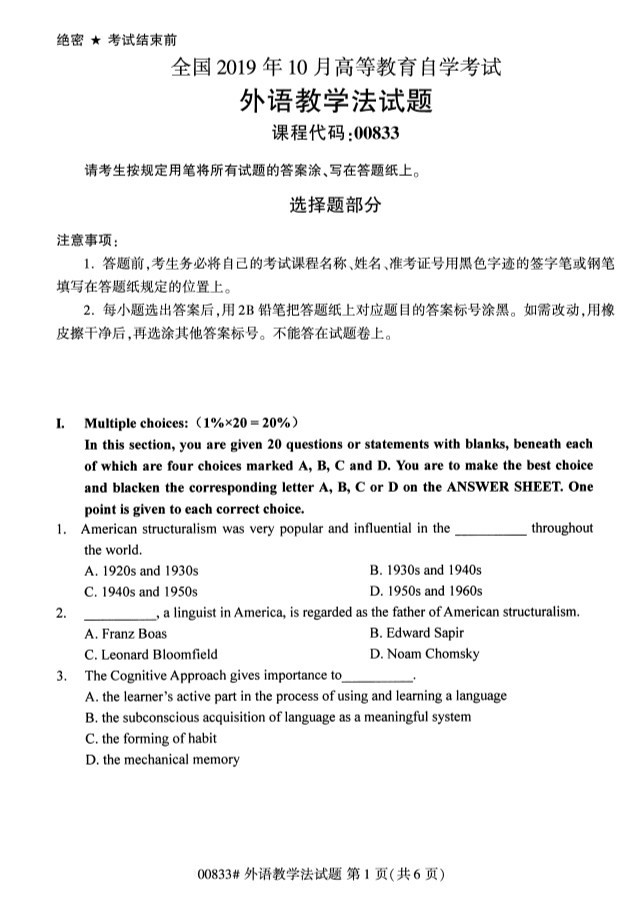 绝密 ★ 考试结束前
全国 2019 年 10 月高等教育自学考试
外语教学法试题
课程代码:00833
请考生按规定用笔将所有试题的答案涂、写在答题纸上。
选择题部分
注意事项:
1. 答题前,考生务必将自己的考试课程名称、姓名、准考证号用黑色字迹的签字笔或钢笔
填写在答题纸规定的位置上。
2. 每小题选出答案后,用 2B 铅笔把答题纸上对应题目的答案标号涂黑。如需改动,用橡
皮擦干净后,再选涂其他答案标号。不能答在试题卷上。
I. Multiple choices:(1%×20 = 20%)
In this section, you are given 20 questions or statements with blanks, beneath each
of which are four choices marked A, B, C and D. You are to make the best choice
and blacken the corresponding letter A, B, C or D on the ANSWER SHEET. One
point is given to each correct choice.
1. American structuralism was very popular and influential in the __________ throughout
the world.
A. 1920s and 1930s B. 1930s and 1940s
C. 1940s and 1950s D. 1950s and 1960s
2. __________, a linguist in America, is regarded as the father of American structuralism.
A. Franz Boas B. Edward Sapir
C. Leonard Bloomfield D. Noam Chomsky
3. The Cognitive Approach gives importance to__________.
A. the learner's active part in the process of using and learning a language
B. the subconscious acquisition of language as a meaningful system
C. the forming of habit
D. the mechanical memory
00833# 外语教学法试题 第 1 页(共 6 页)